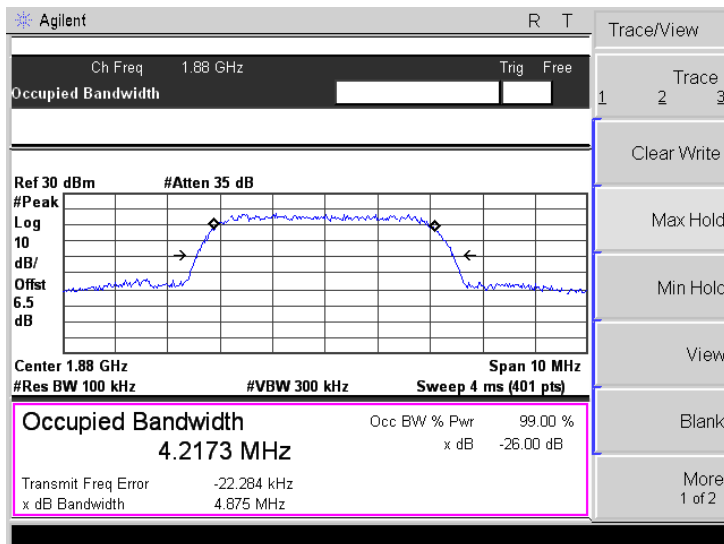 Agilent R T
Ch Freq 1.88 GHz Trig Free
Occupied Bandwidth
Ref 30 dBm #Atten 35 dB
#Peak
Log
10
dB/
Offst
6.5
dB
Center 1.88 GHz Span 10 MHz
#Res BW 100 kHz #VBW 300 kHz Sweep 4 ms (401 pts)
Occupied Bandwidth
4.2173 MHz
Occ BW % Pwr 99.00 %
x dB -26.00 dB
Transmit Freq Error -22.284 kHz
x dB Bandwidth 4.875 MHz
Trace/View
Trace
1 2 3
Clear Write
Max Hold
Min Hold
View
Blank
More
1 of 2